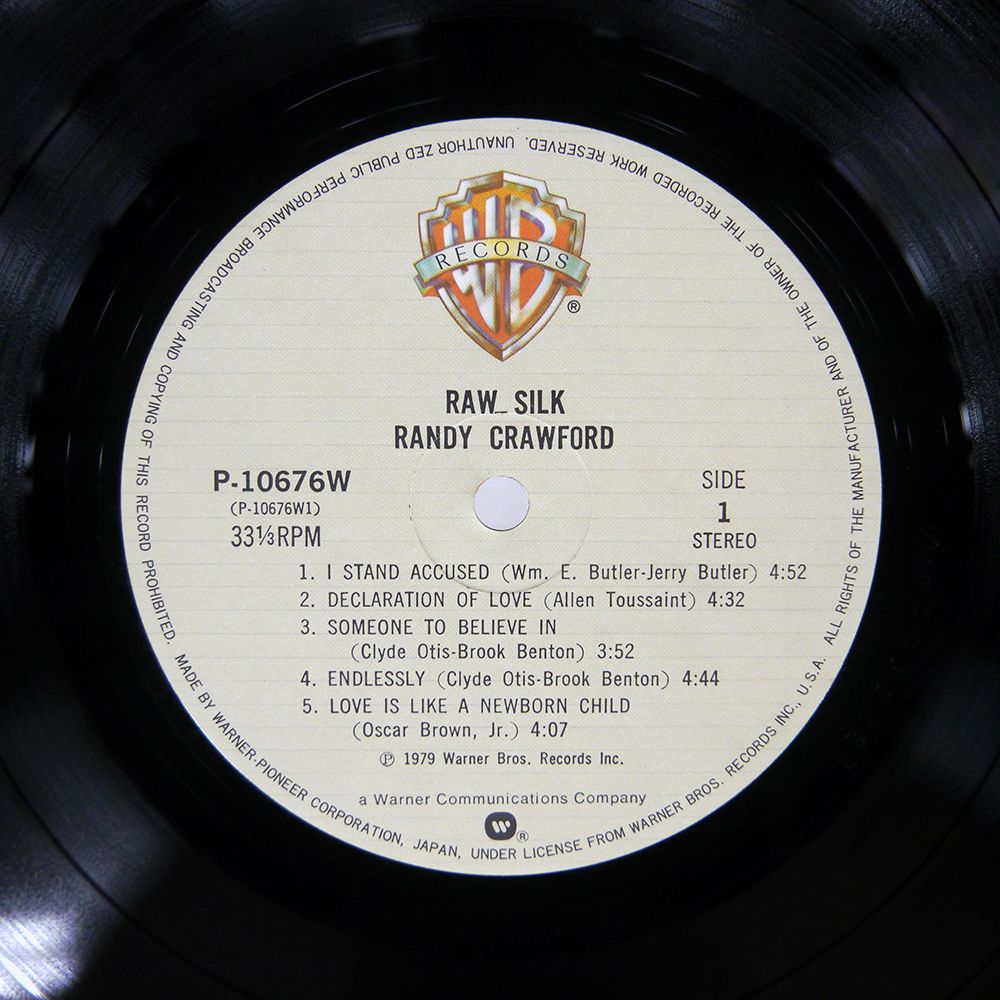 WB
RECORDS
®
RAW SILK
RANDY CRAWFORD
P-10676W
(P-10676W1)
33⅓RPM
SIDE
1
STEREO
1. I STAND ACCUSED (Wm. E. Butler-Jerry Butler) 4:52
2. DECLARATION OF LOVE (Allen Toussaint) 4:32
3. SOMEONE TO BELIEVE IN
(Clyde Otis-Brook Benton) 3:52
4. ENDLESSLY (Clyde Otis-Brook Benton) 4:44
5. LOVE IS LIKE A NEWBORN CHILD
(Oscar Brown, Jr.) 4:07
℗ 1979 Warner Bros. Records Inc.
a Warner Communications Company
W ®
MADE BY WARNER-PIONEER CORPORATION, JAPAN, UNDER LICENSE FROM WARNER BROS. RECORDS INC., U.S.A. ALL RIGHTS OF THE MANUFACTURER AND OF THE OWNER OF THE RECORDED WORK RESERVED. UNAUTHOR ZED PUBLIC PERFORMANCE BROADCASTING AND COPYING OF THIS RECORD PROHIBITED.